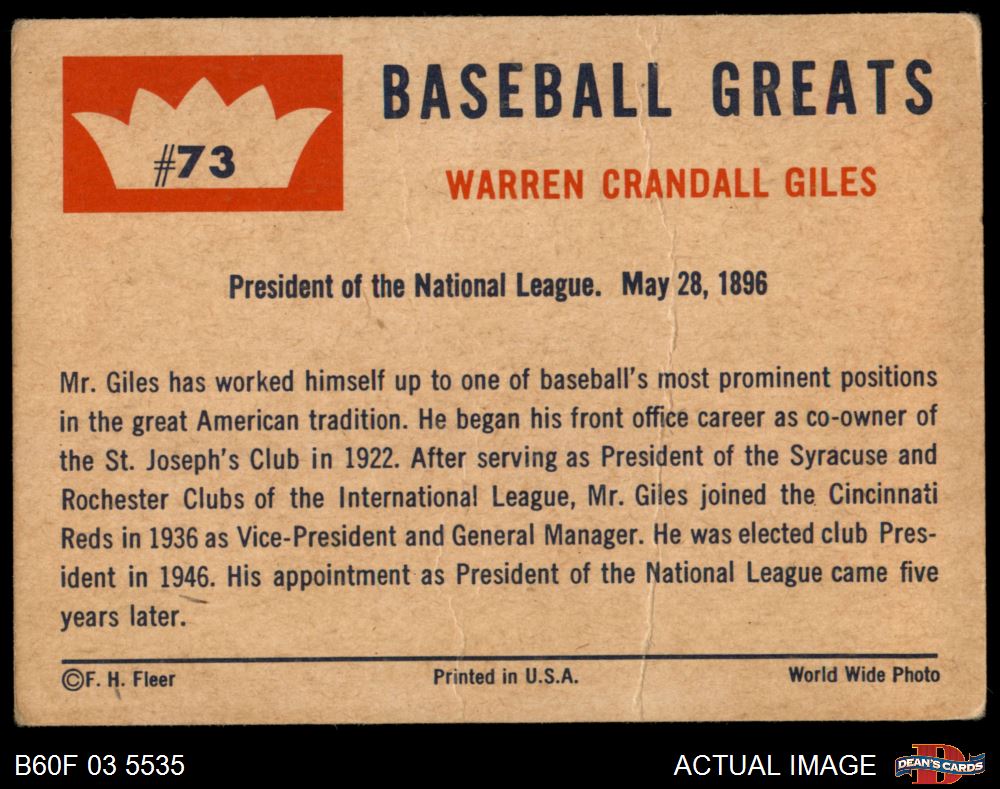 #73
BASEBALL GREATS
WARREN CRANDALL GILES
President of the National League. May 28, 1896
Mr. Giles has worked himself up to one of baseball's most prominent positions
in the great American tradition. He began his front office career as co-owner of
the St. Joseph's Club in 1922. After serving as President of the Syracuse and
Rochester Clubs of the International League, Mr. Giles joined the Cincinnati
Reds in 1936 as Vice-President and General Manager. He was elected club Pres-
ident in 1946. His appointment as President of the National League came five
years later.
©F. H. Fleer Printed in U.S.A. World Wide Photo
B60F 03 5535 ACTUAL IMAGE D DEAN'S CARDS